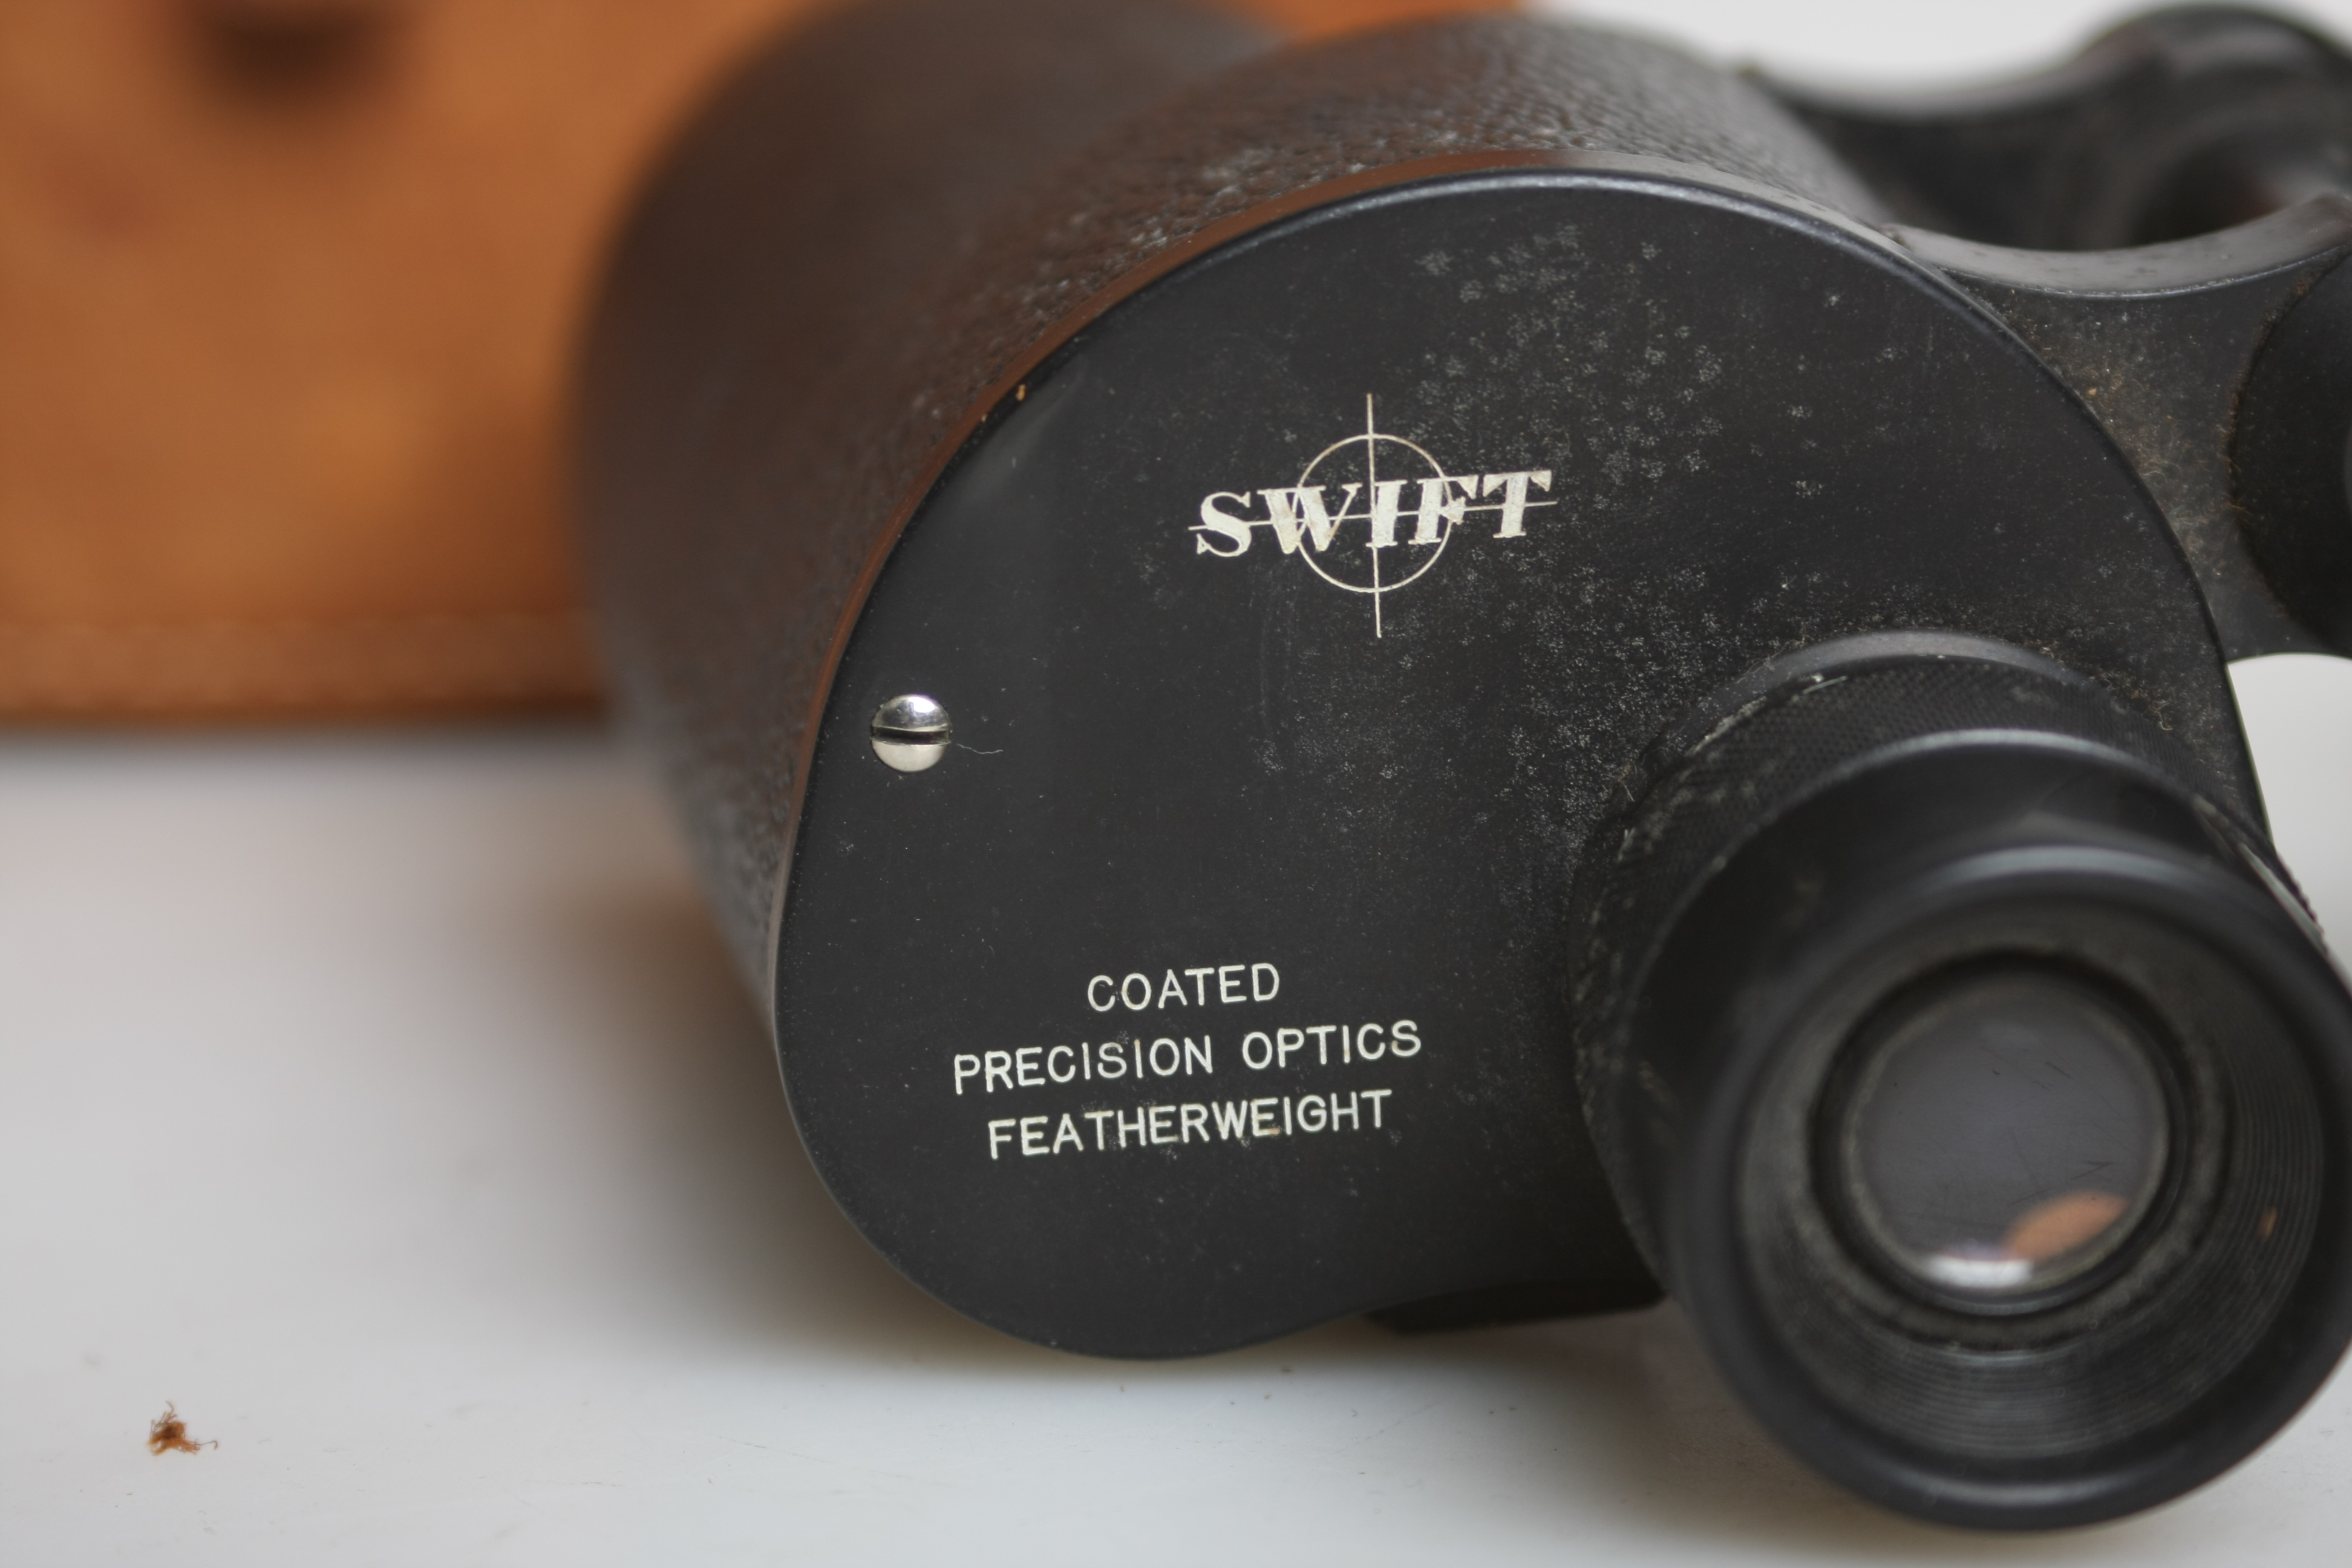 SWIFT
COATED
PRECISION OPTICS
FEATHERWEIGHT